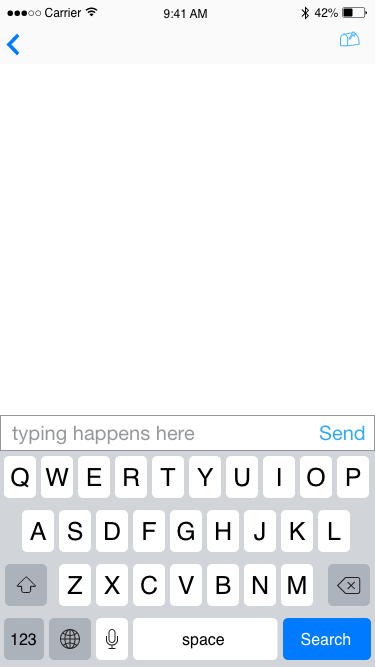 Carrier 9:41 AM 42%
typing happens here Send
Q W E R T Y U I O P
A S D F G H J K L
Z X C V B N M
123 space Search